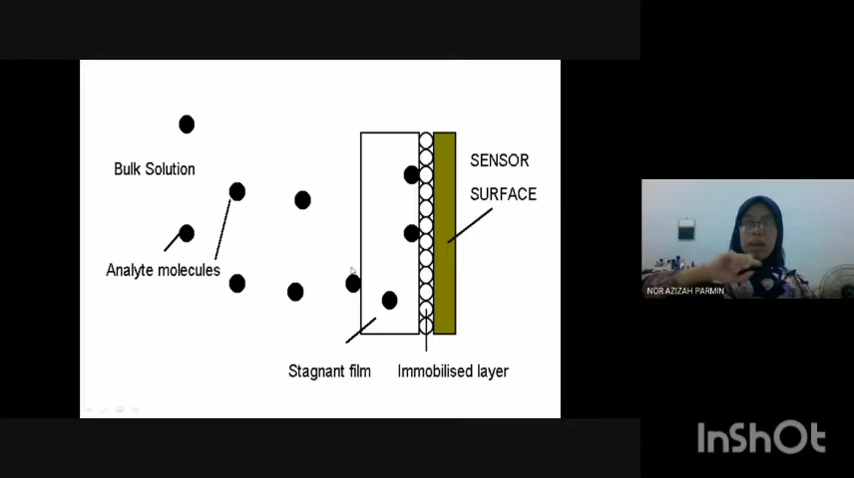 Bulk Solution
Analyte molecules
SENSOR
SURFACE
Stagnant film
Immobilised layer
NOR AZIZAH PARMIN
InShOt